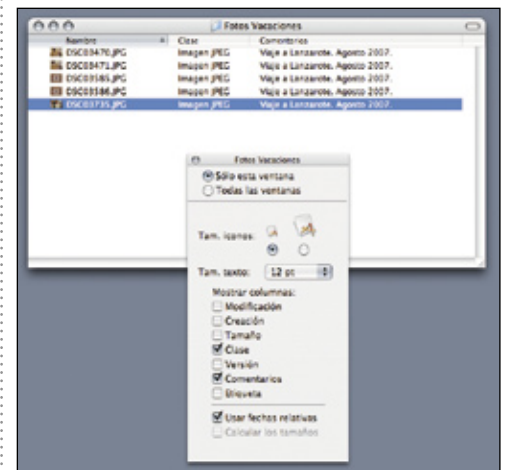 Fotos Vacaciones
Nombre Clase Comentarios
DSC03470.JPG Imagen JPEG Viaje a Lanzarote. Agosto 2007.
DSC03471.JPG Imagen JPEG Viaje a Lanzarote. Agosto 2007.
DSC03585.JPG Imagen JPEG Viaje a Lanzarote. Agosto 2007.
DSC03586.JPG Imagen JPEG Viaje a Lanzarote. Agosto 2007.
DSC03735.JPG Imagen JPEG Viaje a Lanzarote. Agosto 2007.
Fotos Vacaciones
Sólo esta ventana
Todas las ventanas
Tam. iconos:
Tam. texto: 12 pt
Mostrar columnas:
Modificación
Creación
Tamaño
Clase
Versión
Comentarios
Etiqueta
Usar fechas relativas
Calcular los tamaños